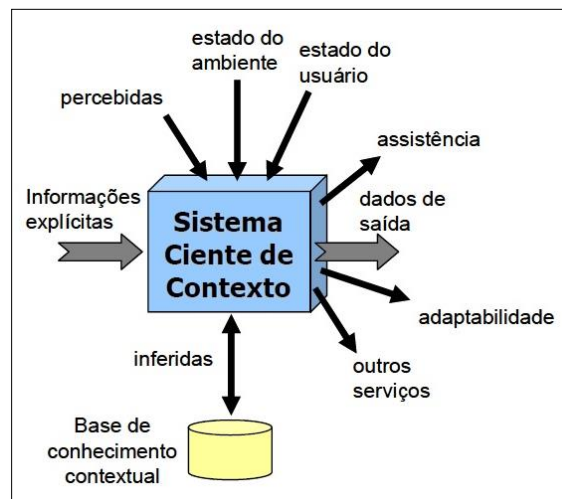 estado do
ambiente
estado do
usuário
percebidas
assistência
Informações
explícitas
Sistema
Ciente de
Contexto
dados de
saída
adaptabilidade
inferidas
outros
serviços
Base de
conhecimento
contextual